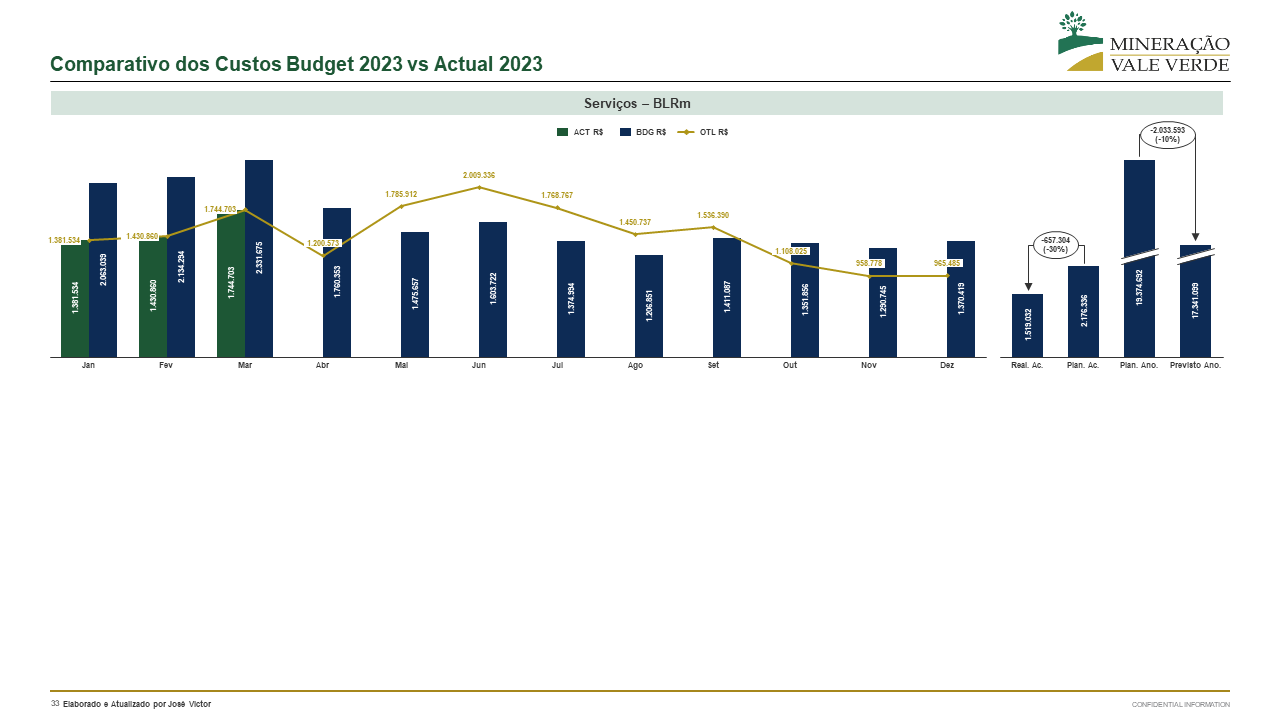 MINERAÇÃO
VALE VERDE
Comparativo dos Custos Budget 2023 vs Actual 2023
Serviços – BLRm
ACT R$ BDG R$ OTL R$
-2.033.593
(-10%)
-657.304
(-30%)
1.381.534 1.430.860 1.744.703 1.200.573 1.785.912 2.009.336 1.768.767 1.450.737 1.536.390 1.108.025 958.778 965.485
1.381.534 2.063.039 1.430.860 2.134.294 1.744.703 2.331.675 1.760.353 1.475.657 1.603.722 1.374.994 1.206.851 1.411.087 1.351.856 1.290.745 1.370.419 1.519.032 2.176.336 19.374.692 17.341.099
Jan Fev Mar Abr Mai Jun Jul Ago Set Out Nov Dez Real. Ac. Plan. Ac. Plan. Ano. Previsto Ano.
33 Elaborado e Atualizado por José Victor
CONFIDENTIAL INFORMATION